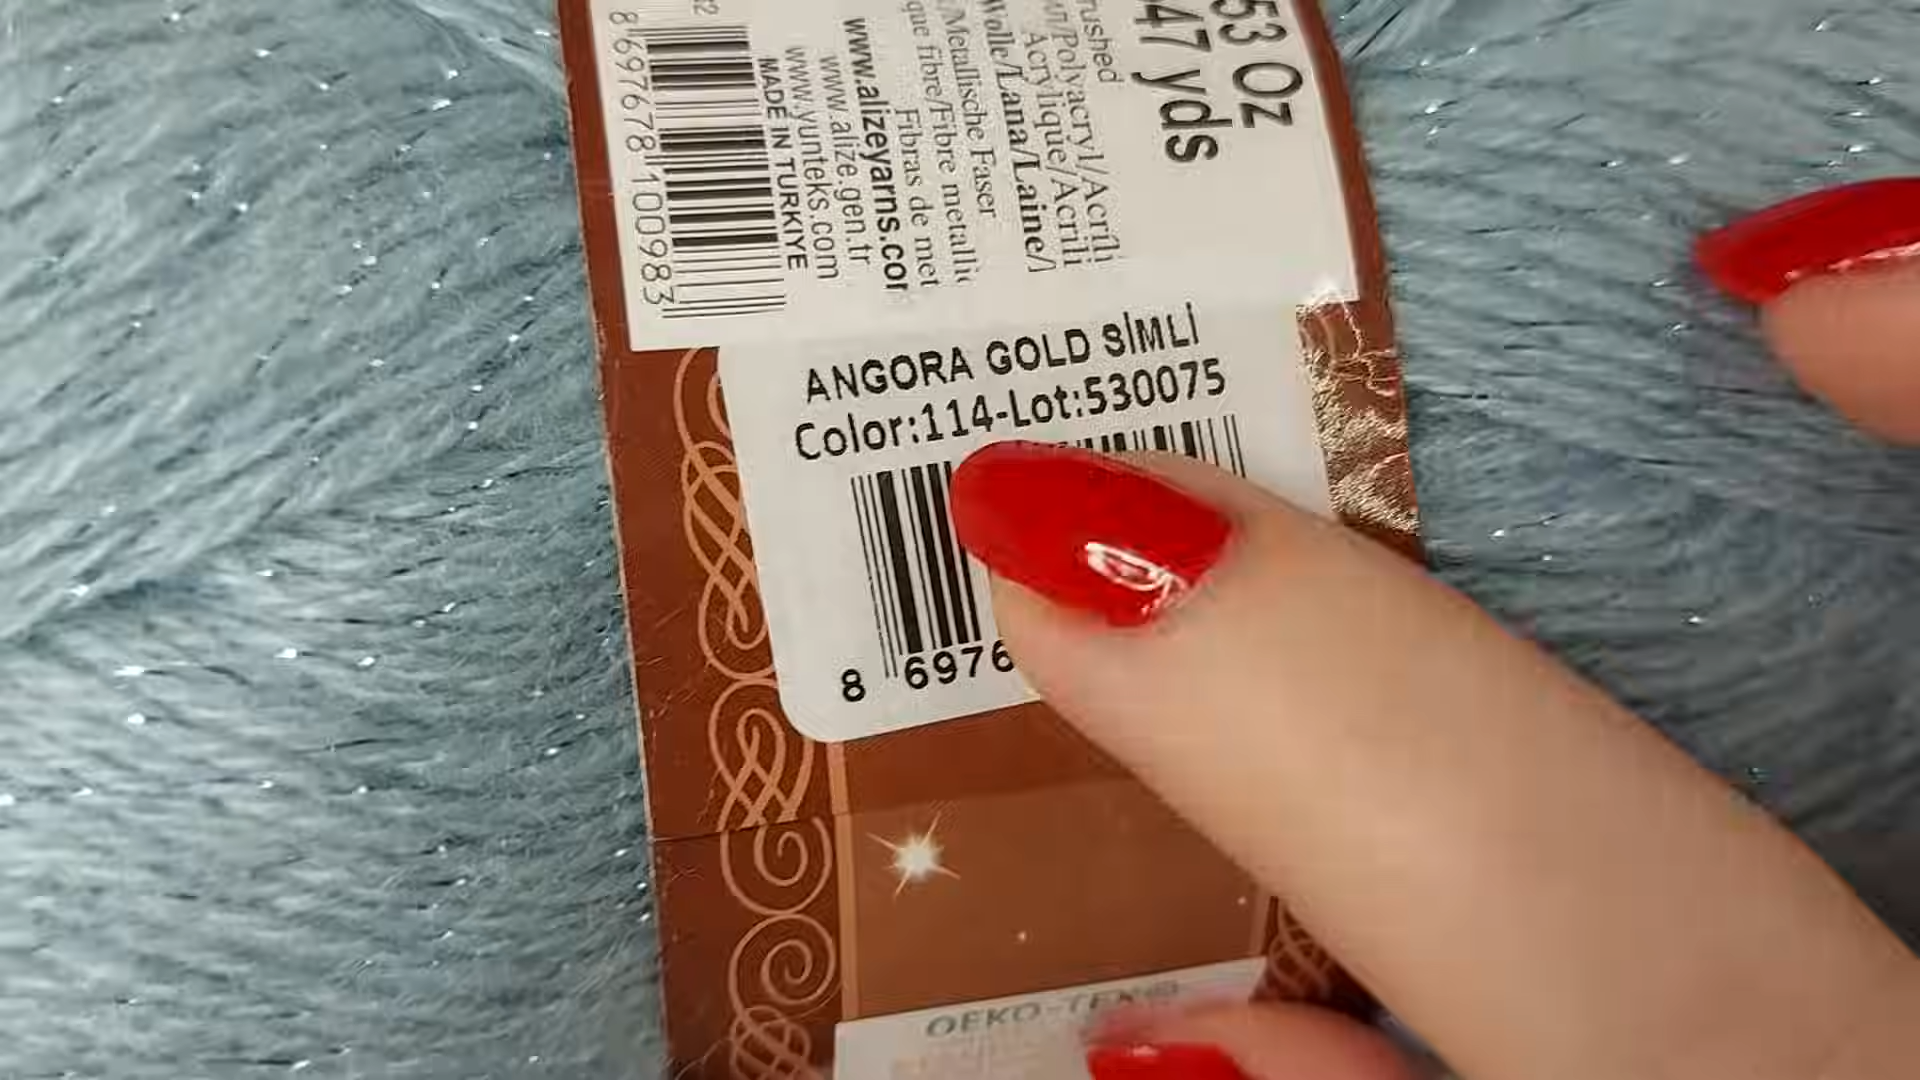 53 Oz
47 yds
rushed
/Polyacryl/Acrili
Acrylique/Acrili
Wolle/Lana/Laine/
Metallische Faser
que fibre/Fibre metalli
Fibras de met
www.alizeyarns.cor
www.alize.gen.tr
www.yunteks.com
MADE IN TURKIYE
8 697678 100983
ANGORA GOLD SİMLİ
Color:114-Lot:530075
8 6976
OEKO-TEX®